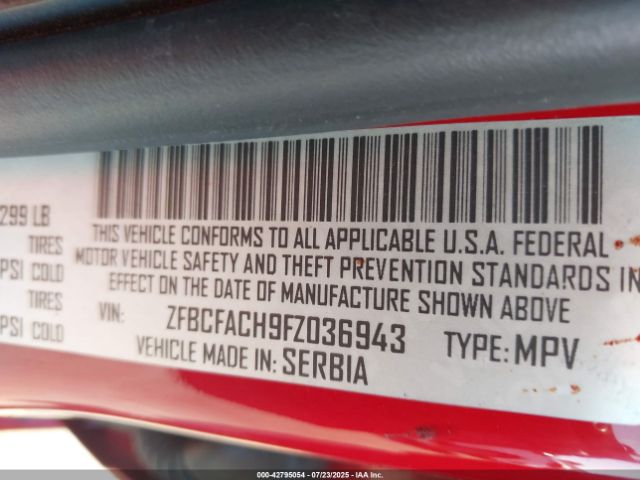 299 LB
TIRES
PSI COLD
TIRES
PSI COLD
THIS VEHICLE CONFORMS TO ALL APPLICABLE U.S.A. FEDERAL
MOTOR VEHICLE SAFETY AND THEFT PREVENTION STANDARDS IN
EFFECT ON THE DATE OF MANUFACTURE SHOWN ABOVE
VIN: ZFBCFACH9FZ036943 TYPE: MPV
VEHICLE MADE IN: SERBIA
000-42795054 - 07/23/2025 - IAA Inc.